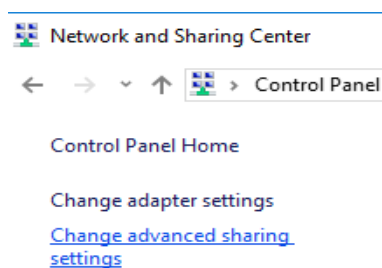 Network and Sharing Center
Control Panel
Control Panel Home
Change adapter settings
Change advanced sharing
settings